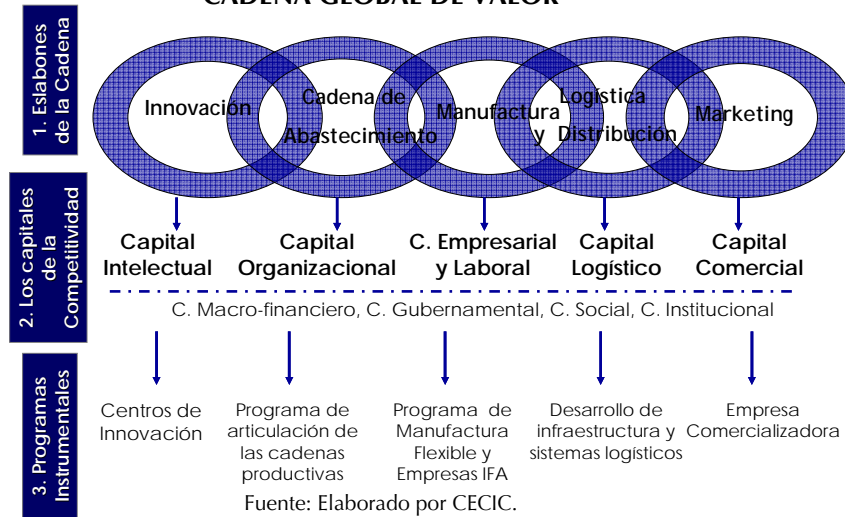 CADENA GLOBAL DE VALOR
1. Eslabones
de la Cadena
Innovación
Cadena de
Abastecimiento
Manufactura
Logística
y Distribución
Marketing
2. Los capitales
de la
Competitividad
Capital
Intelectual
Capital
Organizacional
C. Empresarial
y Laboral
Capital
Logístico
Capital
Comercial
C. Macro-financiero, C. Gubernamental, C. Social, C. Institucional
3. Programas
Instrumentales
Centros de
Innovación
Programa de
articulación de
las cadenas
productivas
Programa de
Manufactura
Flexible y
Empresas IFA
Desarrollo de
infraestructura y
sistemas logísticos
Empresa
Comercializadora
Fuente: Elaborado por CECIC.